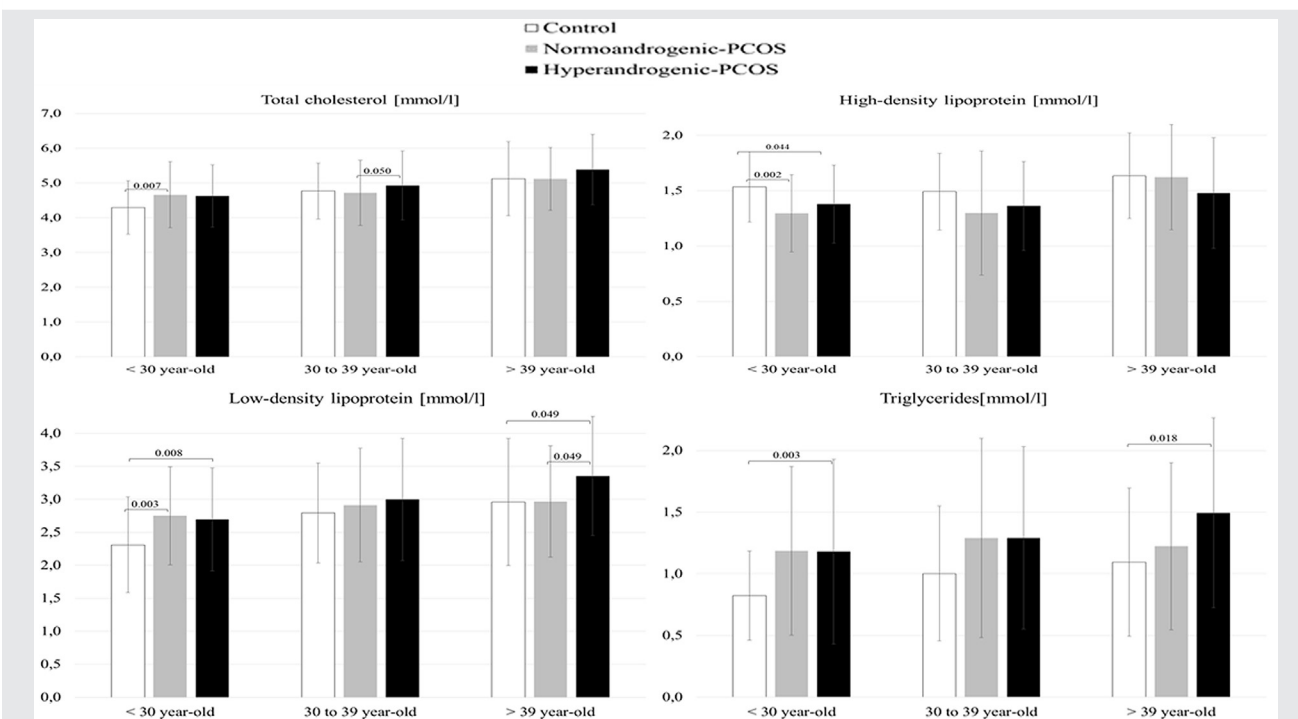 Control
Normoandrogenic-PCOS
Hyperandrogenic-PCOS
Total cholesterol [mmol/l]
7,0
6,0
5,0
4,0
3,0
2,0
1,0
0,0
0.007
0.050
< 30 year-old
30 to 39 year-old
> 39 year-old
High-density lipoprotein [mmol/l]
2,0
1,5
1,0
0,5
0,0
0.044
0.002
< 30 year-old
30 to 39 year-old
> 39 year-old
Low-density lipoprotein [mmol/l]
4,0
3,5
3,0
2,5
2,0
1,5
1,0
0,5
0,0
0.008
0.003
0.049
0.049
< 30 year-old
30 to 39 year-old
> 39 year-old
Triglycerides[mmol/l]
2,0
1,5
1,0
0,5
0,0
0.003
0.018
< 30 year-old
30 to 39 year-old
> 39 year-old